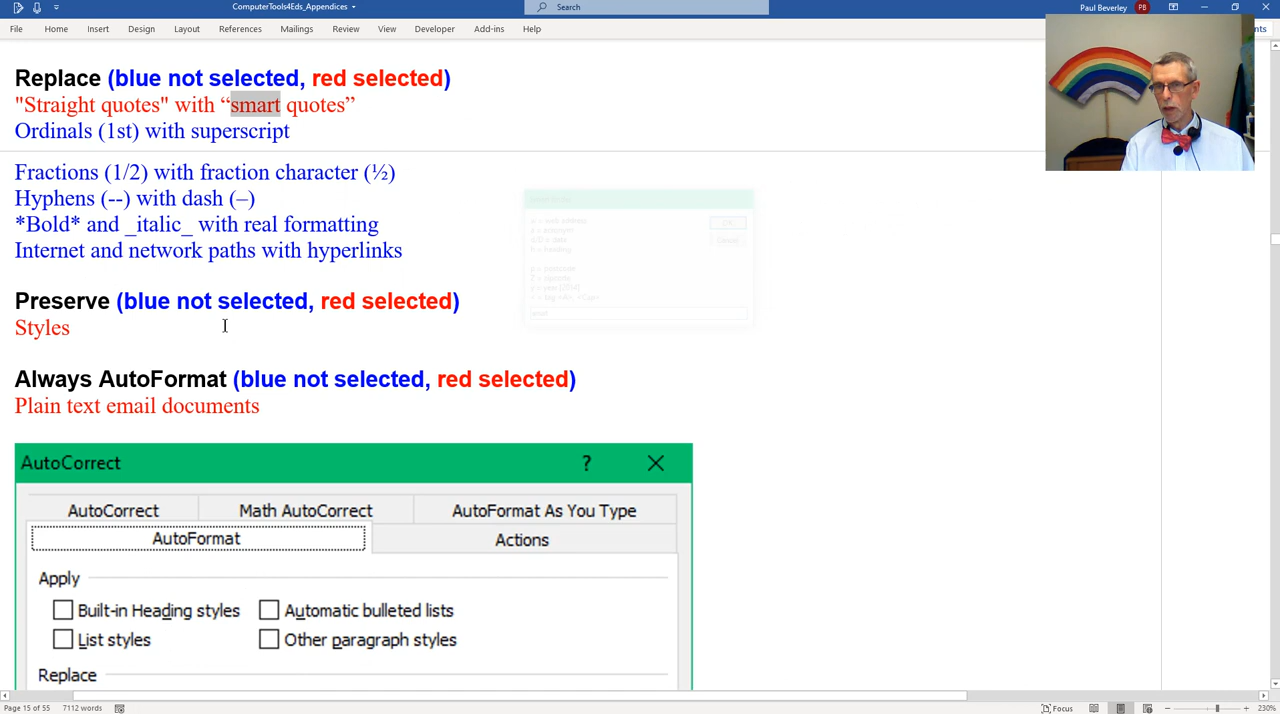 ComputerTools4Eds_Appendices
Search
Paul Beverley PB
File Home Insert Design Layout References Mailings Review View Developer Add-ins Help
Replace (blue not selected, red selected)
"Straight quotes" with “smart quotes”
Ordinals (1st) with superscript
Fractions (1/2) with fraction character (½)
Hyphens (--) with dash (–)
*Bold* and _italic_ with real formatting
Internet and network paths with hyperlinks
Preserve (blue not selected, red selected)
Styles
Always AutoFormat (blue not selected, red selected)
Plain text email documents
AutoCorrect ?
AutoCorrect Math AutoCorrect AutoFormat As You Type
AutoFormat Actions
Apply
Built-in Heading styles Automatic bulleted lists
List styles Other paragraph styles
Replace
Page 15 of 55 7112 words Focus 230%